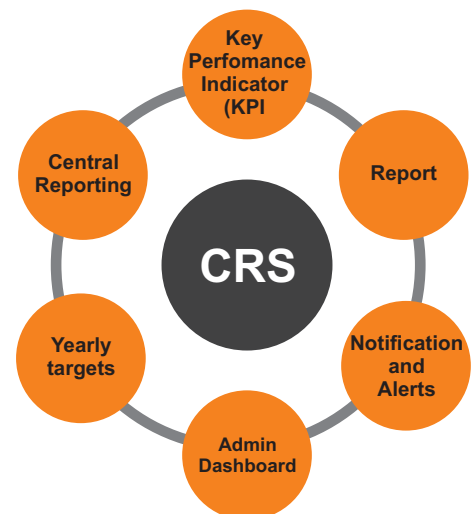 Key
Perfomance
Indicator
(KPI
Report
Notification
and
Alerts
Admin
Dashboard
Yearly
targets
Central
Reporting
CRS